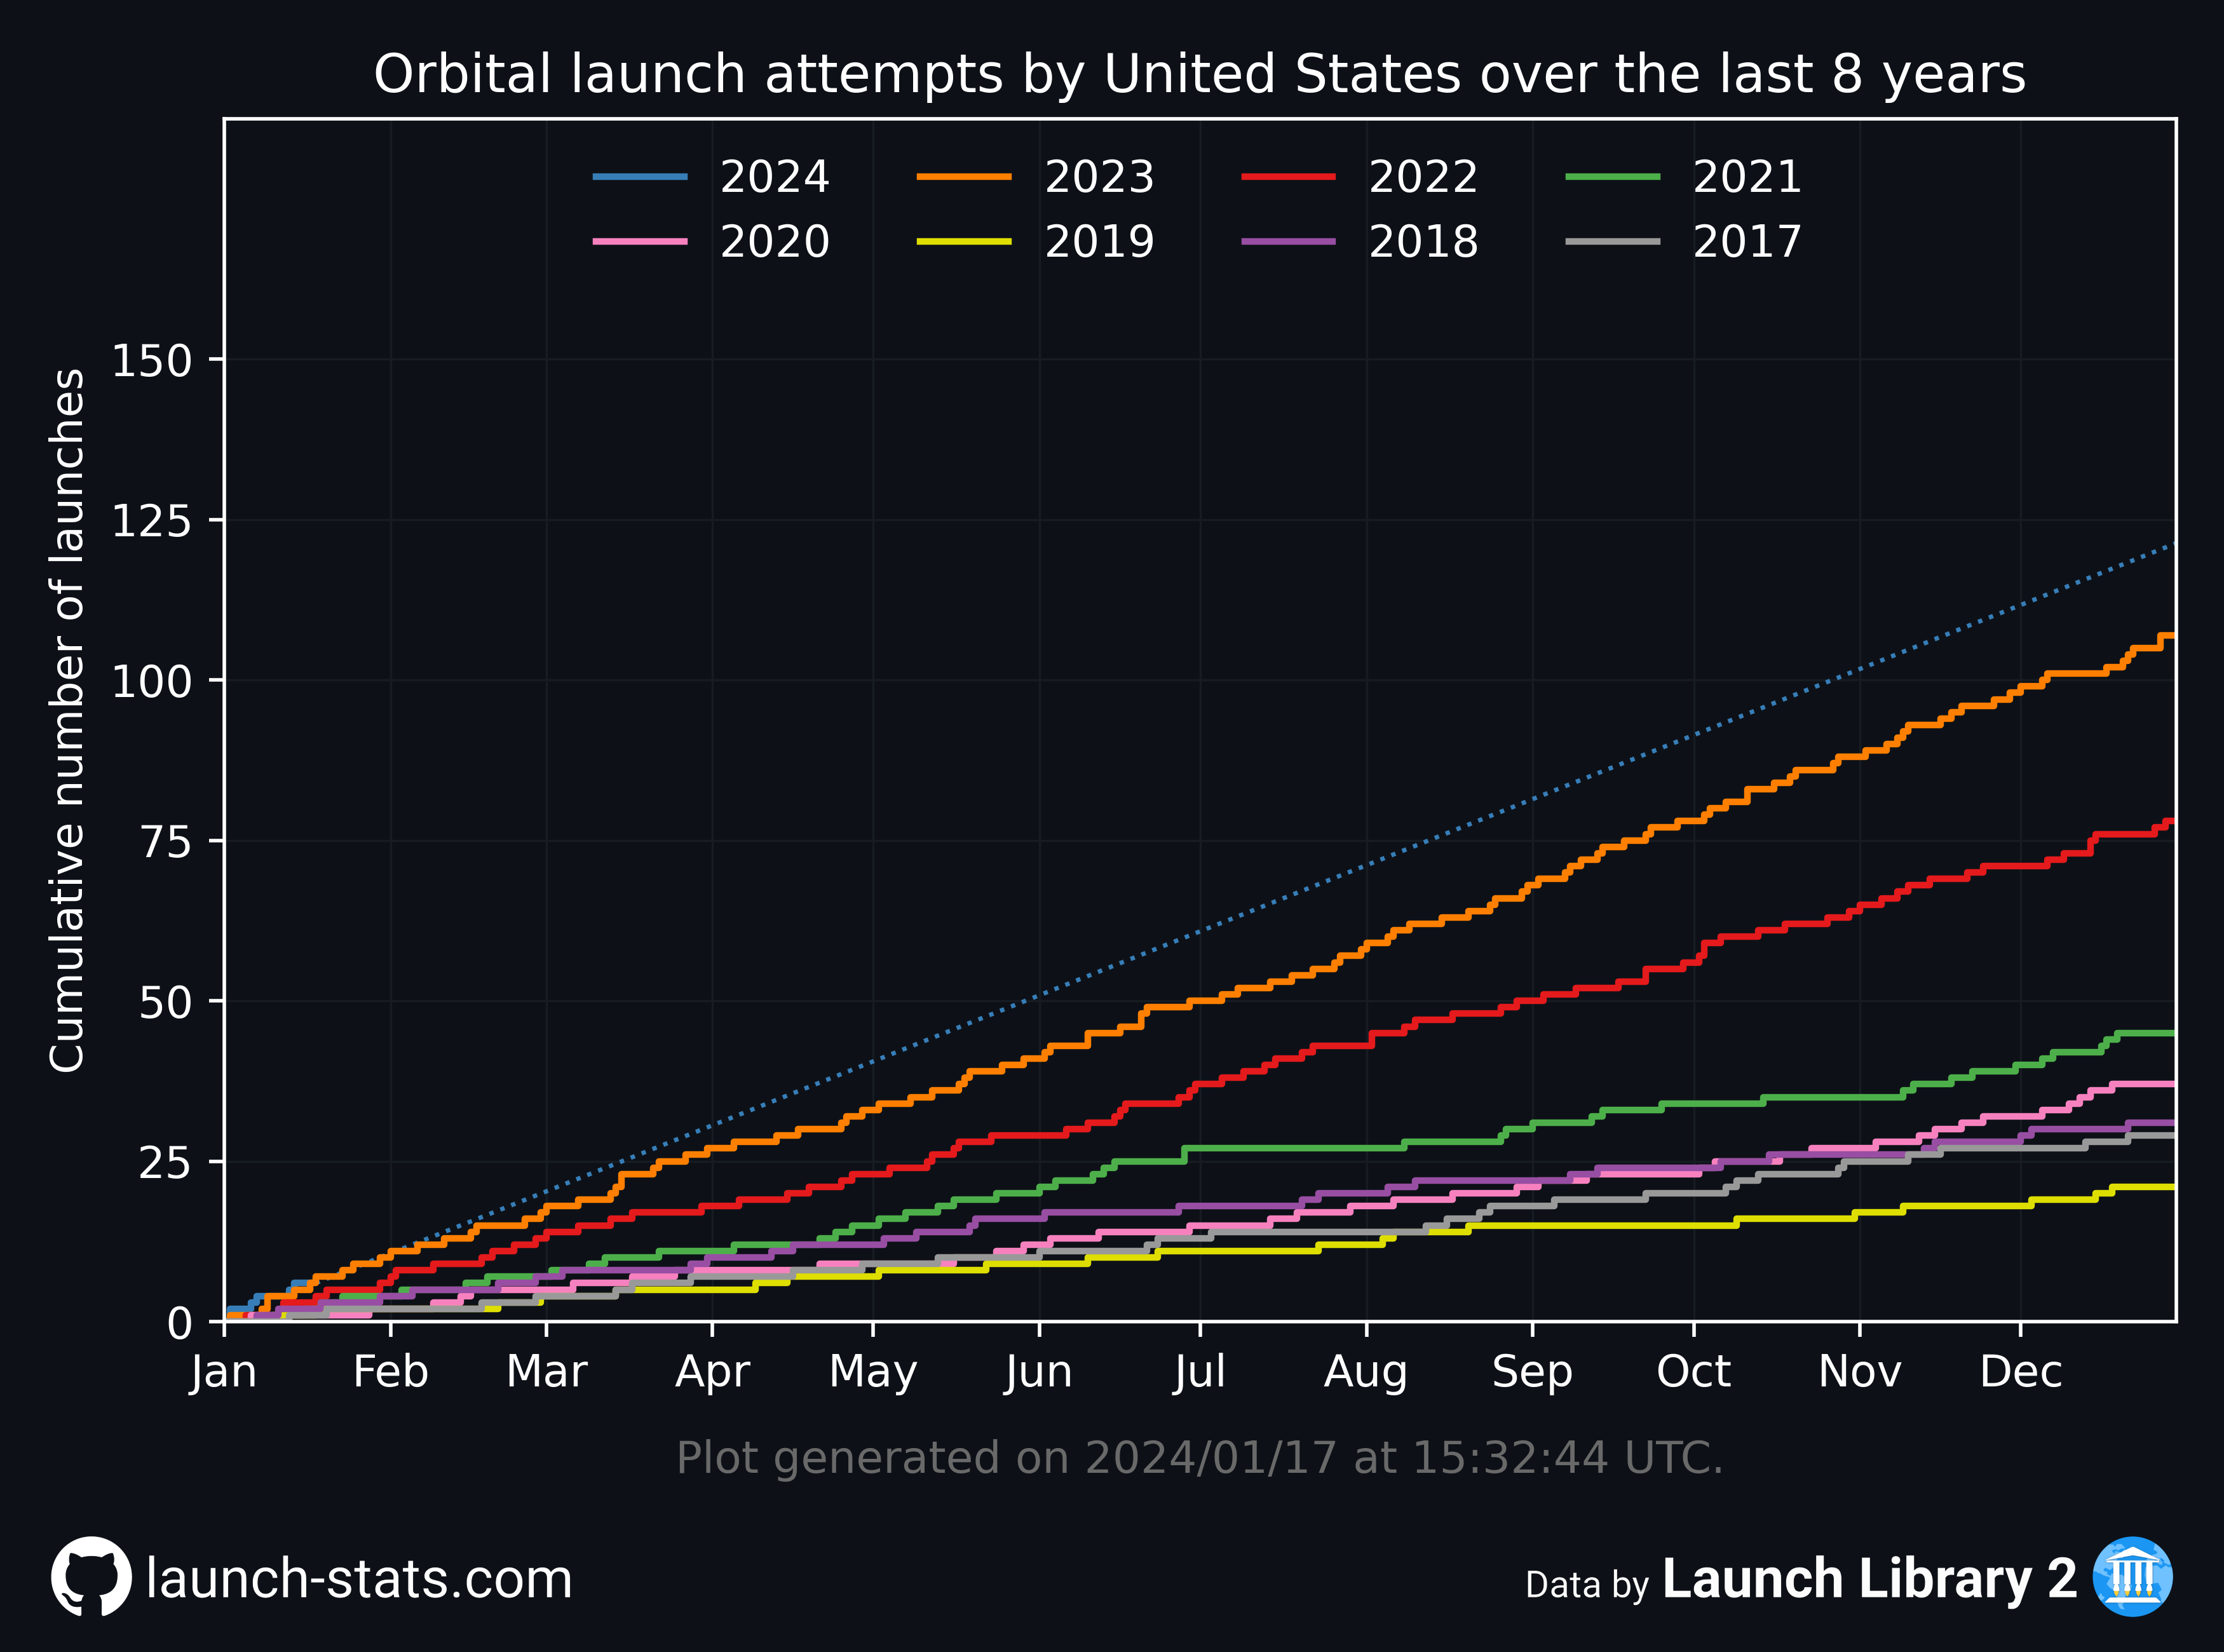 Orbital launch attempts by United States over the last 8 years
2024 2023 2022 2021
2020 2019 2018 2017
Cumulative number of launches
150
125
100
75
50
25
0
Jan Feb Mar Apr May Jun Jul Aug Sep Oct Nov Dec
Plot generated on 2024/01/17 at 15:32:44 UTC.
launch-stats.com
Data by Launch Library 2